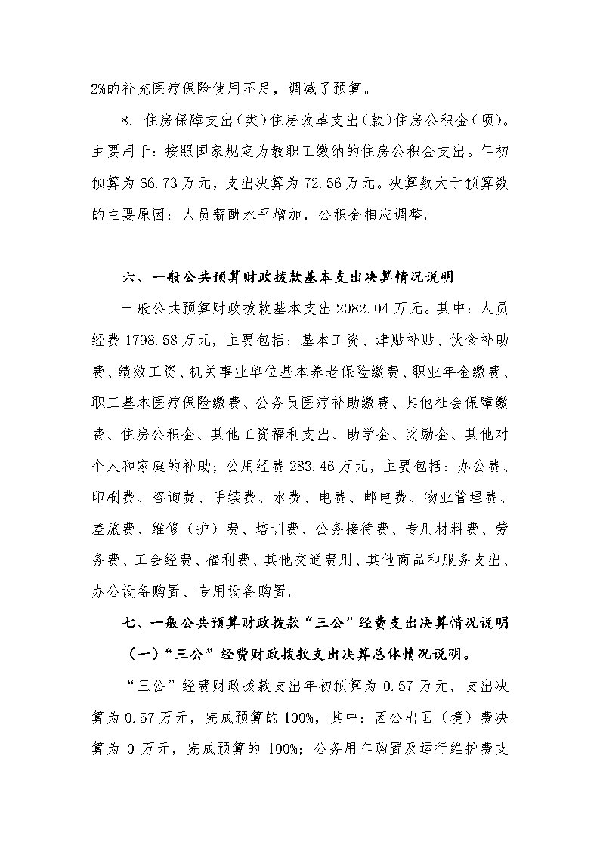 2%的补充医疗保险使用不足，调减了预算。
8. 住房保障支出(类)住房改革支出(款)住房公积金(项)。
主要用于：按照国家规定为教职工缴纳的住房公积金支出。年初
预算为66.73万元，支出决算为72.56万元。决算数大于预算数
的主要原因：人员薪酬水平增加，公积金相应调整。
六、一般公共预算财政拨款基本支出决算情况说明
一般公共预算财政拨款基本支出2082.04万元。其中：人员
经费1798.58万元，主要包括：基本工资、津贴补贴、伙食补助
费、绩效工资、机关事业单位基本养老保险缴费、职业年金缴费、
职工基本医疗保险缴费、公务员医疗补助缴费、其他社会保障缴
费、住房公积金、其他工资福利支出、助学金、奖励金、其他对
个人和家庭的补助；公用经费283.46万元，主要包括：办公费、
印刷费、咨询费、手续费、水费、电费、邮电费、物业管理费、
差旅费、维修（护）费、培训费、公务接待费、专用材料费、劳
务费、工会经费、福利费、其他交通费用、其他商品和服务支出、
办公设备购置、专用设备购置。
七、一般公共预算财政拨款“三公”经费支出决算情况说明
（一）“三公”经费财政拨款支出决算总体情况说明。
“三公”经费财政拨款支出年初预算为0.57万元，支出决
算为0.57万元，完成预算的100%，其中：因公出国（境）费决
算为0万元，完成预算的100%；公务用车购置及运行维护费支